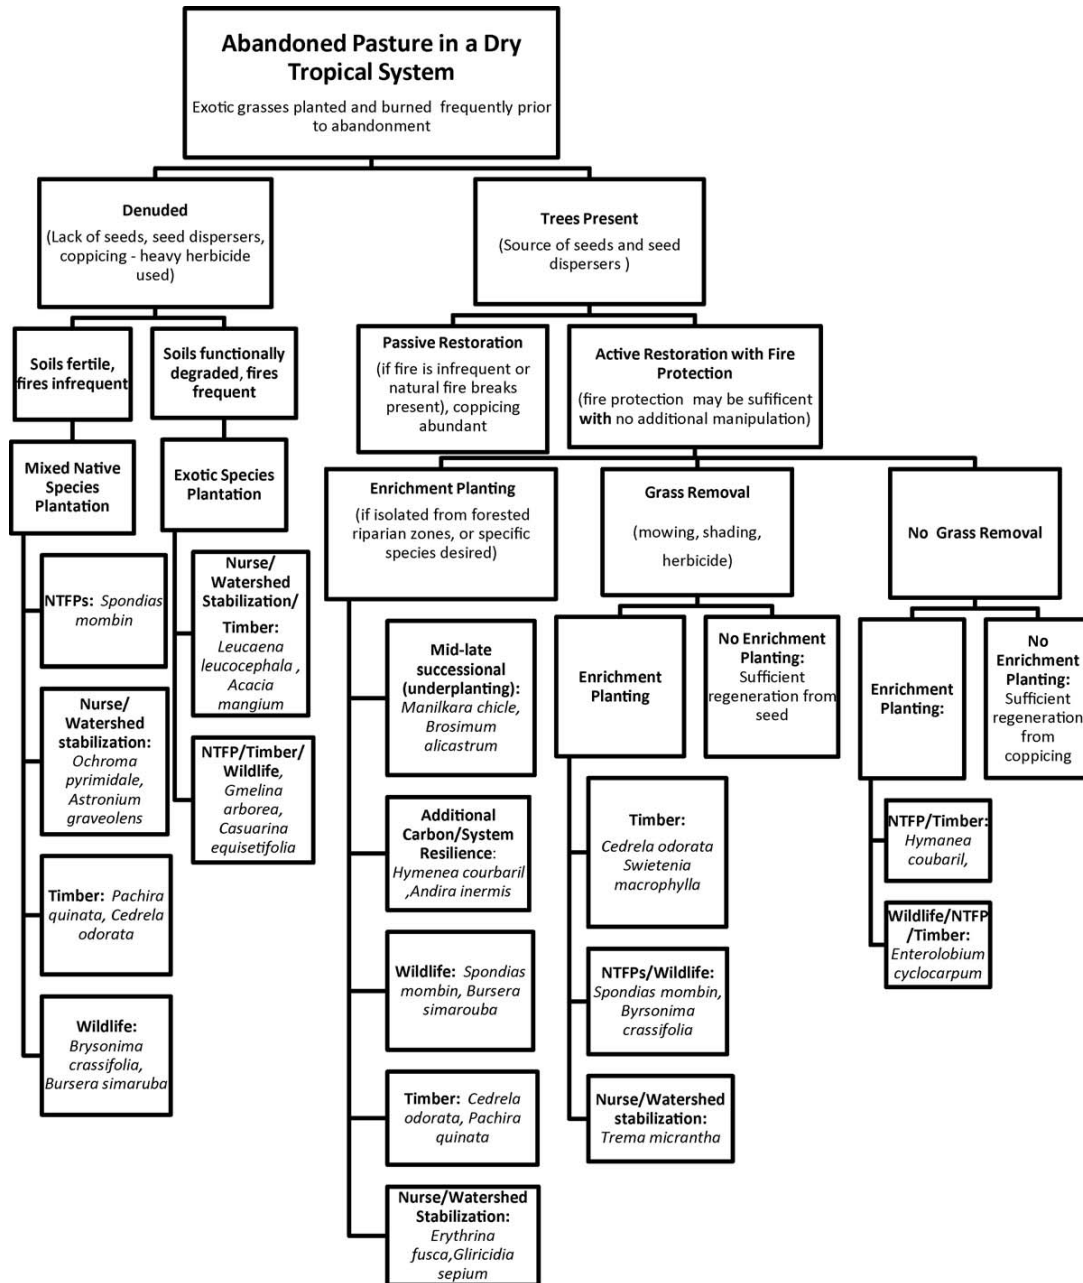 Abandoned Pasture in a Dry
Tropical System
Exotic grasses planted and burned frequently prior
to abandonment
Denuded
(Lack of seeds, seed dispersers,
coppicing - heavy herbicide
used)
Trees Present
(Source of seeds and seed
dispersers )
Soils fertile,
fires infrequent
Soils functionally
degraded, fires
frequent
Passive Restoration
(if fire is infrequent or
natural fire breaks
present), coppicing
abundant
Active Restoration with Fire
Protection
(fire protection may be sufificent
with no additional manipulation)
Mixed Native
Species
Plantation
Exotic Species
Plantation
Enrichment Planting
(if isolated from forested
riparian zones, or specific
species desired)
Grass Removal
(mowing, shading,
herbicide)
No Grass Removal
NTFPs: Spondias
mombin
Nurse/
Watershed
stabilization:
Ochroma
pyrimidale,
Astronium
graveolens
Timber: Pachira
quinata, Cedrela
odorata
Wildlife:
Brysonima
crassifolia,
Bursera simaruba
Nurse/
Watershed
Stabilization/
Timber:
Leucaena
leucocephala ,
Acacia
mangium
NTFP/Timber/
Wildlife,
Gmelina
arborea,
Casuarina
equisetifolia
Mid-late
successional
(underplanting):
Manilkara chicle,
Brosimum
alicastrum
Additional
Carbon/System
Resilience:
Hymenea courbaril
,Andira inermis
Wildlife: Spondias
mombin, Bursera
simarouba
Timber: Cedrela
odorata, Pachira
quinata
Nurse/Watershed
Stabilization:
Erythrina
fusca,Gliricidia
sepium
Enrichment
Planting
No Enrichment
Planting:
Sufficient
regeneration from
seed
Timber:
Cedrela odorata
Swietenia
macrophylla
NTFPs/Wildlife:
Spondias mombin,
Byrsonima
crassifolia
Nurse/Watershed
stabilization:
Trema micrantha
Enrichment
Planting:
No
Enrichment
Planting:
Sufficient
regeneration
from
coppicing
NTFP/Timber:
Hymanea
coubaril,
Wildlife/NTFP
/Timber:
Enterolobium
cyclocarpum